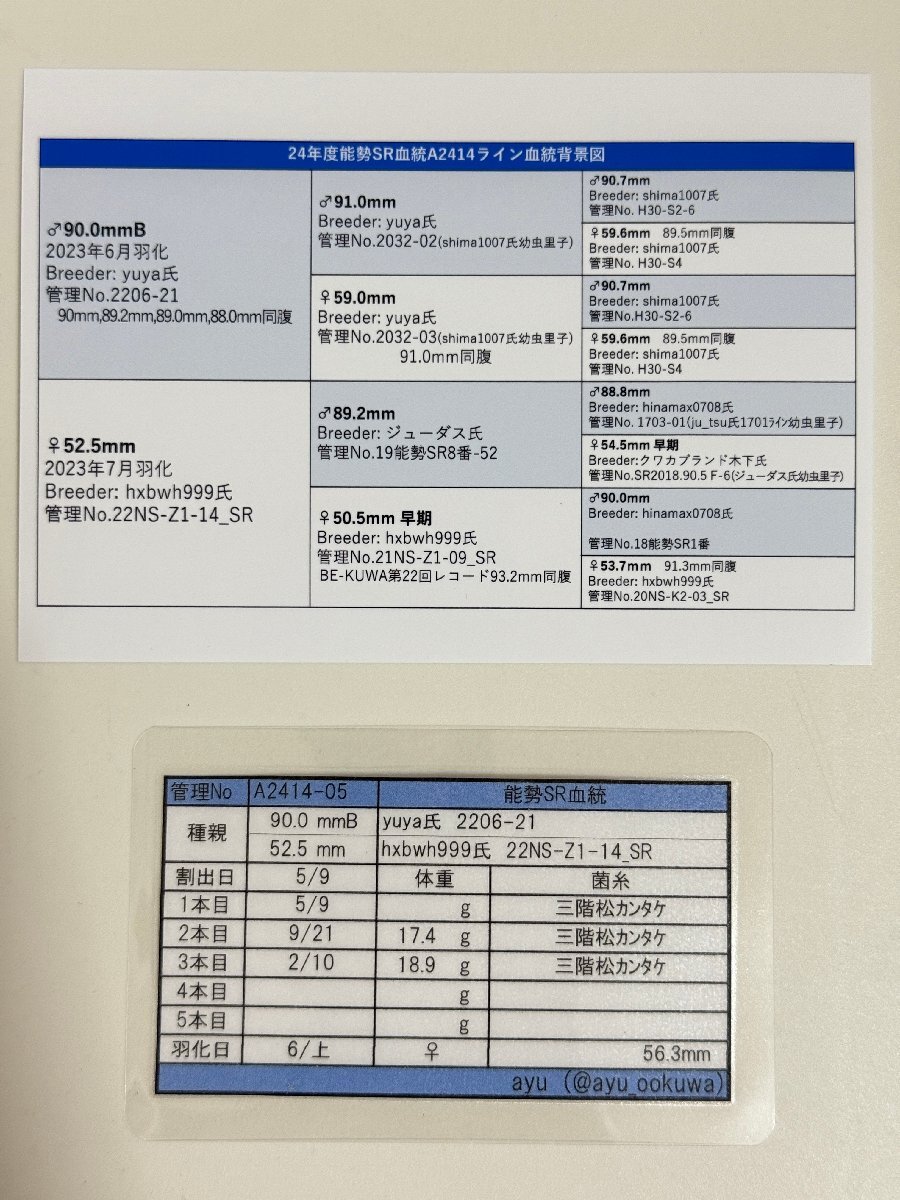 24年度能勢SR血統A2414ライン血統背景図
♂90.0mmB
2023年6月羽化
Breeder: yuya氏
管理No.2206-21
90mm,89.2mm,89.0mm,88.0mm同腹
♀52.5mm
2023年7月羽化
Breeder: hxbwh999氏
管理No.22NS-Z1-14_SR
♂91.0mm
Breeder: yuya氏
管理No.2032-02(shima1007氏幼虫里子)
♀59.0mm
Breeder: yuya氏
管理No.2032-03(shima1007氏幼虫里子)
91.0mm同腹
♂89.2mm
Breeder: ジューダス氏
管理No.19能勢SR8番-52
♀50.5mm 早期
Breeder: hxbwh999氏
管理No.21NS-Z1-09_SR
BE-KUWA第22回レコード93.2mm同腹
♂90.7mm
Breeder: shima1007氏
管理No. H30-S2-6
♀59.6mm 89.5mm同腹
Breeder: shima1007氏
管理No. H30-S4
♂90.7mm
Breeder: shima1007氏
管理No.H30-S2-6
♀59.6mm 89.5mm同腹
Breeder: shima1007氏
管理No. H30-S4
♂88.8mm
Breeder: hinamax0708氏
管理No. 1703-01(ju_tsu氏1701ﾗｲﾝ幼虫里子)
♀54.5mm 早期
Breeder:クワカブランド木下氏
管理No.SR2018.90.5 F-6(ジューダス氏幼虫里子)
♂90.0mm
Breeder: hinamax0708氏
管理No.18能勢SR1番
♀53.7mm 91.3mm同腹
Breeder: hxbwh999氏
管理No.20NS-K2-03_SR
管理No A2414-05 能勢SR血統
種親 90.0 mmB yuya氏 2206-21
52.5 mm hxbwh999氏 22NS-Z1-14_SR
割出日 5/9 体重 菌糸
1本目 5/9 g 三階松カンタケ
2本目 9/21 17.4 g 三階松カンタケ
3本目 2/10 18.9 g 三階松カンタケ
4本目 g
5本目 g
羽化日 6/上 ♀ 56.3mm
ayu (@ayu_ookuwa)